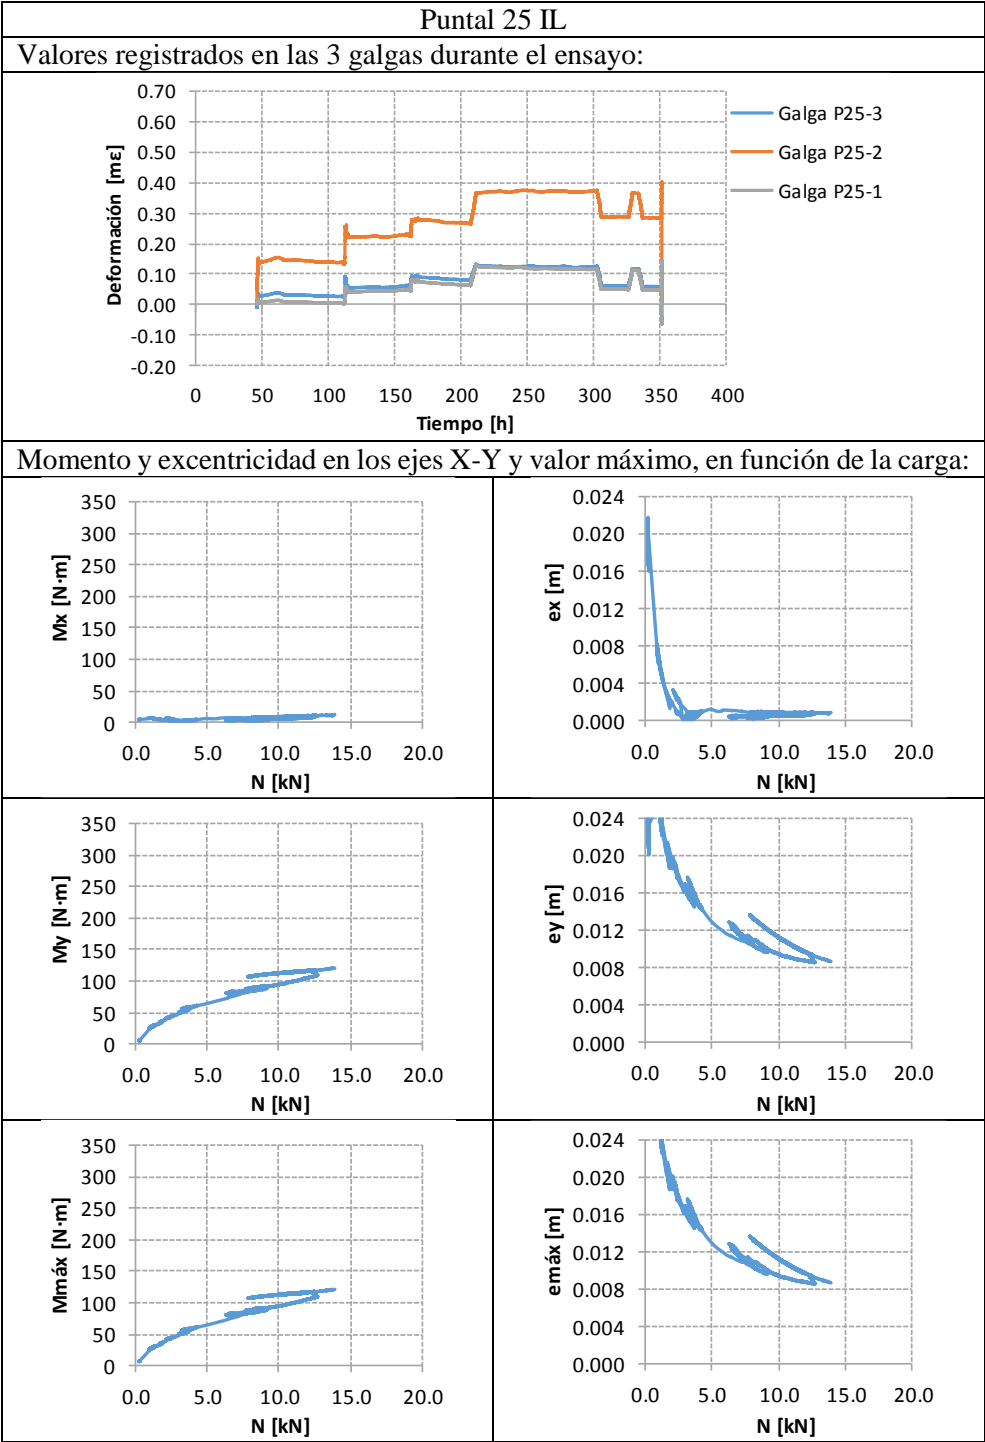 Puntal 25 IL
Valores registrados en las 3 galgas durante el ensayo:
0.70
0.60
0.50
0.40
0.30
0.20
0.10
0.00
-0.10
-0.20
Deformación [mε]
0 50 100 150 200 250 300 350 400
Tiempo [h]
Galga P25-3
Galga P25-2
Galga P25-1
Momento y excentricidad en los ejes X-Y y valor máximo, en función de la carga:
350
300
250
200
150
100
50
0
Mx [N·m]
0.0 5.0 10.0 15.0 20.0
N [kN]
0.024
0.020
0.016
0.012
0.008
0.004
0.000
ex [m]
0.0 5.0 10.0 15.0 20.0
N [kN]
350
300
250
200
150
100
50
0
My [N·m]
0.0 5.0 10.0 15.0 20.0
N [kN]
0.024
0.020
0.016
0.012
0.008
0.004
0.000
ey [m]
0.0 5.0 10.0 15.0 20.0
N [kN]
350
300
250
200
150
100
50
0
Mmáx [N·m]
0.0 5.0 10.0 15.0 20.0
N [kN]
0.024
0.020
0.016
0.012
0.008
0.004
0.000
emáx [m]
0.0 5.0 10.0 15.0 20.0
N [kN]